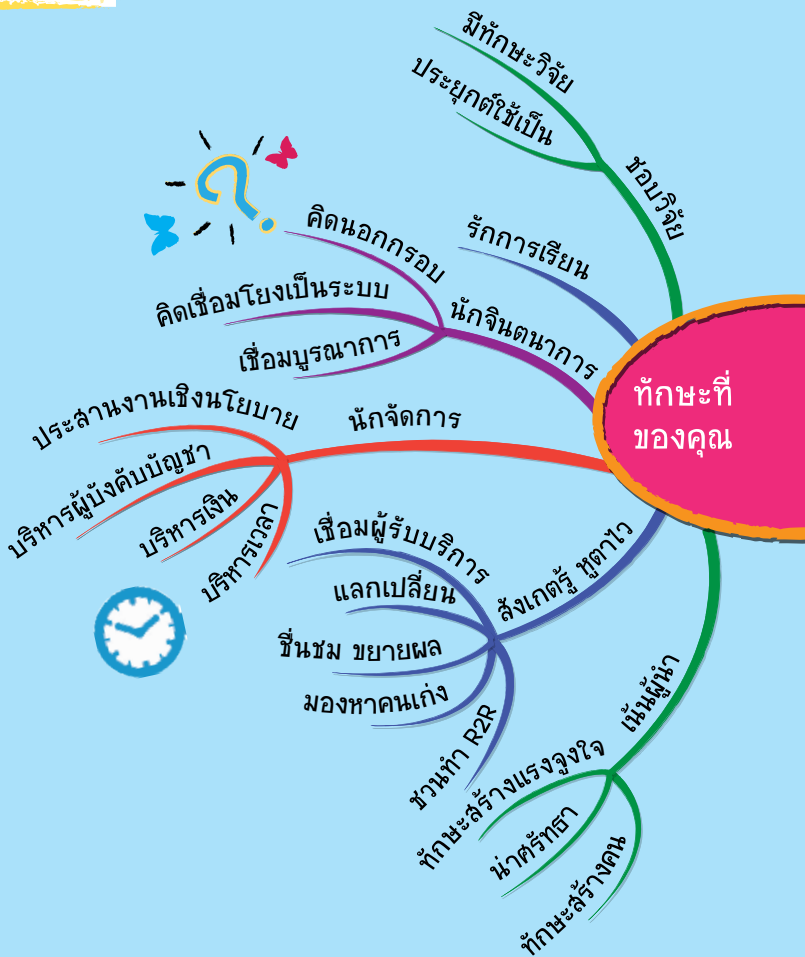 มีทักษะวิจัย
ประยุกต์ใช้เป็น
ชอบวิจัย
รักการเรียน
คิดนอกกรอบ
คิดเชื่อมโยงเป็นระบบ
เชื่อมบูรณาการ
นักจินตนาการ
ทักษะที่
ของคุณ
ประสานงานเชิงนโยบาย
บริหารผู้บังคับบัญชา
บริหารเงิน
บริหารเวลา
นักจัดการ
เชื่อมผู้รับบริการ
แลกเปลี่ยน
ชื่นชม ขยายผล
มองหาคนเก่ง
ชวนทำ R2R
สังเกตรู้ หูตาไว
เน้นผู้นำ
ทักษะสร้างแรงจูงใจ
น่าศรัทธา
ทักษะสร้างคน